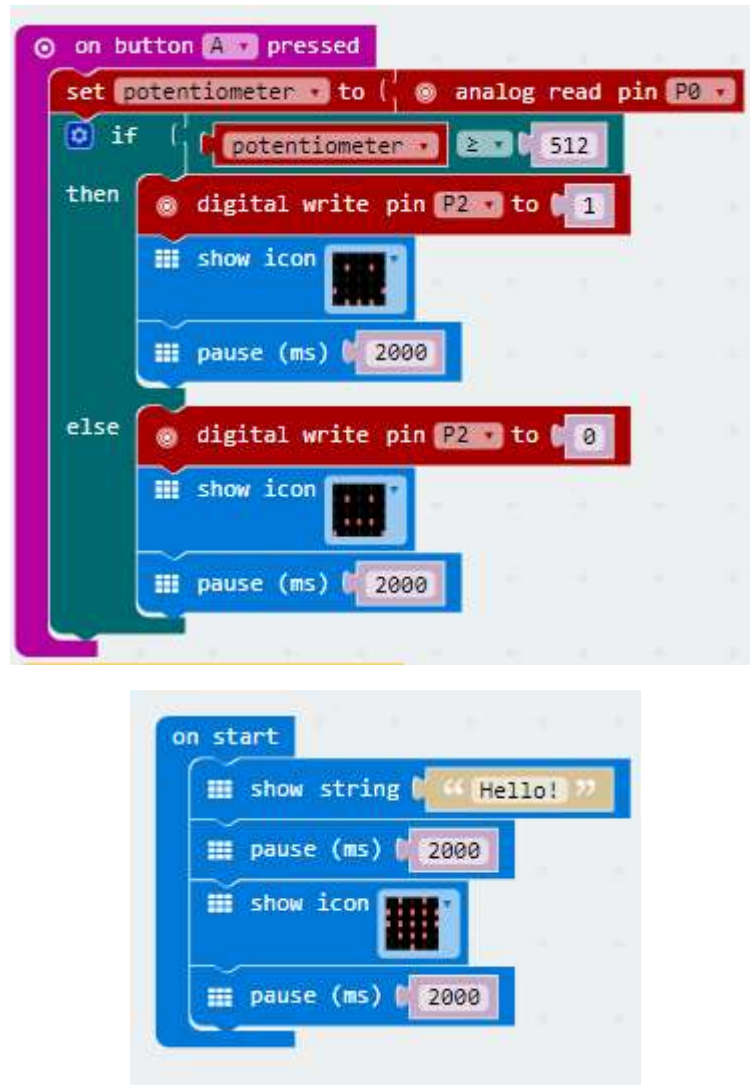 on button A pressed
set potentiometer to ( analog read pin P0
if ( potentiometer ≥ 512
then digital write pin P2 to 1
show icon
pause (ms) 2000
else digital write pin P2 to 0
show icon
pause (ms) 2000
on start
show string “ Hello! ”
pause (ms) 2000
show icon
pause (ms) 2000